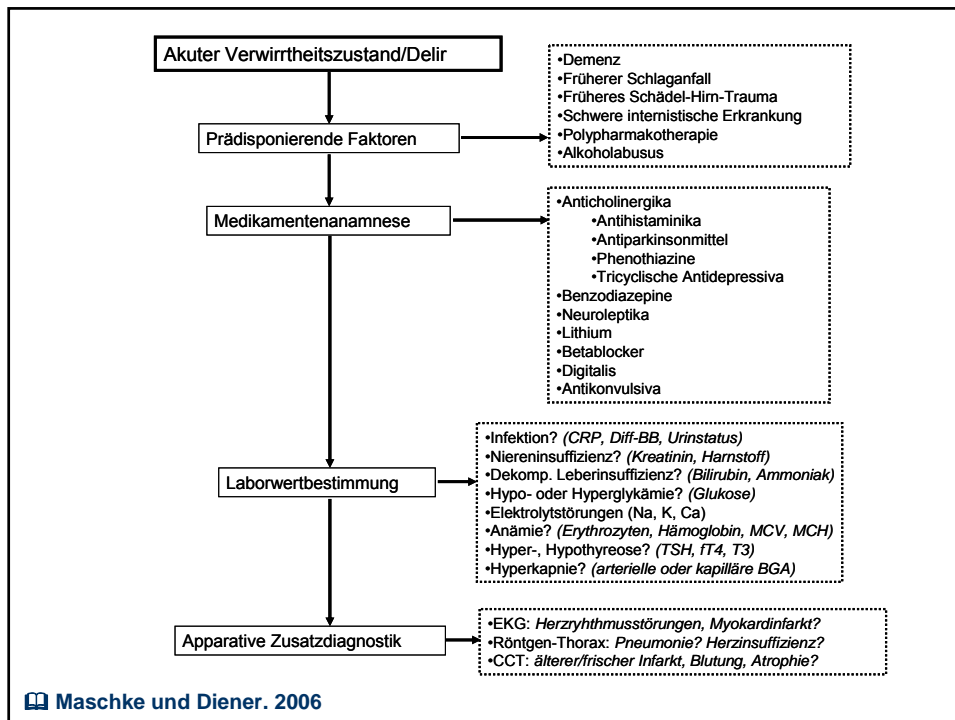 Akuter Verwirrtheitszustand/Delir
•Demenz
•Früherer Schlaganfall
•Früheres Schädel-Hirn-Trauma
•Schwere internistische Erkrankung
•Polypharmakotherapie
•Alkoholabusus
Prädisponierende Faktoren
Medikamentenanamnese
•Anticholinergika
•Antihistaminika
•Antiparkinsonmittel
•Phenothiazine
•Tricyclische Antidepressiva
•Benzodiazepine
•Neuroleptika
•Lithium
•Betablocker
•Digitalis
•Antikonvulsiva
Laborwertbestimmung
•Infektion? (CRP, Diff-BB, Urinstatus)
•Niereninsuffizienz? (Kreatinin, Harnstoff)
•Dekomp. Leberinsuffizienz? (Bilirubin, Ammoniak)
•Hypo- oder Hyperglykämie? (Glukose)
•Elektrolytstörungen (Na, K, Ca)
•Anämie? (Erythrozyten, Hämoglobin, MCV, MCH)
•Hyper-, Hypothyreose? (TSH, fT4, T3)
•Hyperkapnie? (arterielle oder kapilläre BGA)
Apparative Zusatzdiagnostik
•EKG: Herzryhthmusstörungen, Myokardinfarkt?
•Röntgen-Thorax: Pneumonie? Herzinsuffizienz?
•CCT: älterer/frischer Infarkt, Blutung, Atrophie?
Maschke und Diener. 2006